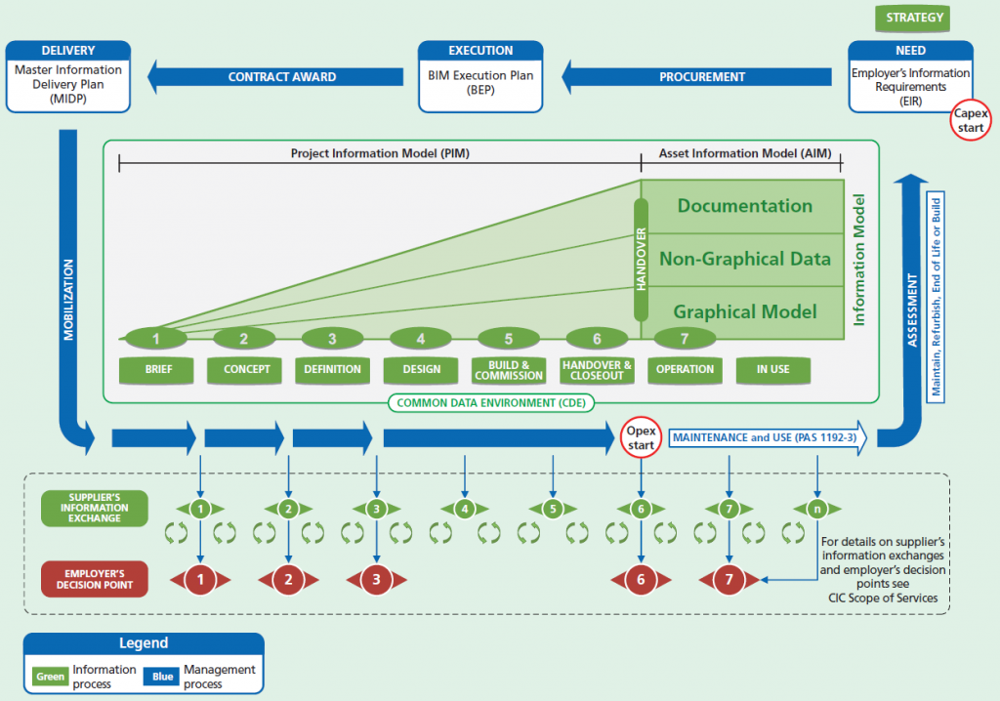 STRATEGY
DELIVERY
Master Information
Delivery Plan
(MIDP)
CONTRACT AWARD
EXECUTION
BIM Execution Plan
(BEP)
PROCUREMENT
NEED
Employer's Information
Requirements
(EIR)
Capex
start
Project Information Model (PIM)
Asset Information Model (AIM)
Documentation
Non-Graphical Data
Graphical Model
HANDOVER
Information Model
MOBILIZATION
ASSESSMENT
Maintain, Refurbish, End of Life or Build
1
2
3
4
5
6
7
BRIEF
CONCEPT
DEFINITION
DESIGN
BUILD &
COMMISSION
HANDOVER &
CLOSEOUT
OPERATION
IN USE
COMMON DATA ENVIRONMENT (CDE)
Opex
start
MAINTENANCE and USE (PAS 1192-3)
SUPPLIER'S
INFORMATION
EXCHANGE
1
2
3
4
5
6
7
n
EMPLOYER'S
DECISION POINT
1
2
3
6
7
For details on supplier's
information exchanges
and employer's decision
points see
CIC Scope of Services
Legend
Green
Information
process
Blue
Management
process